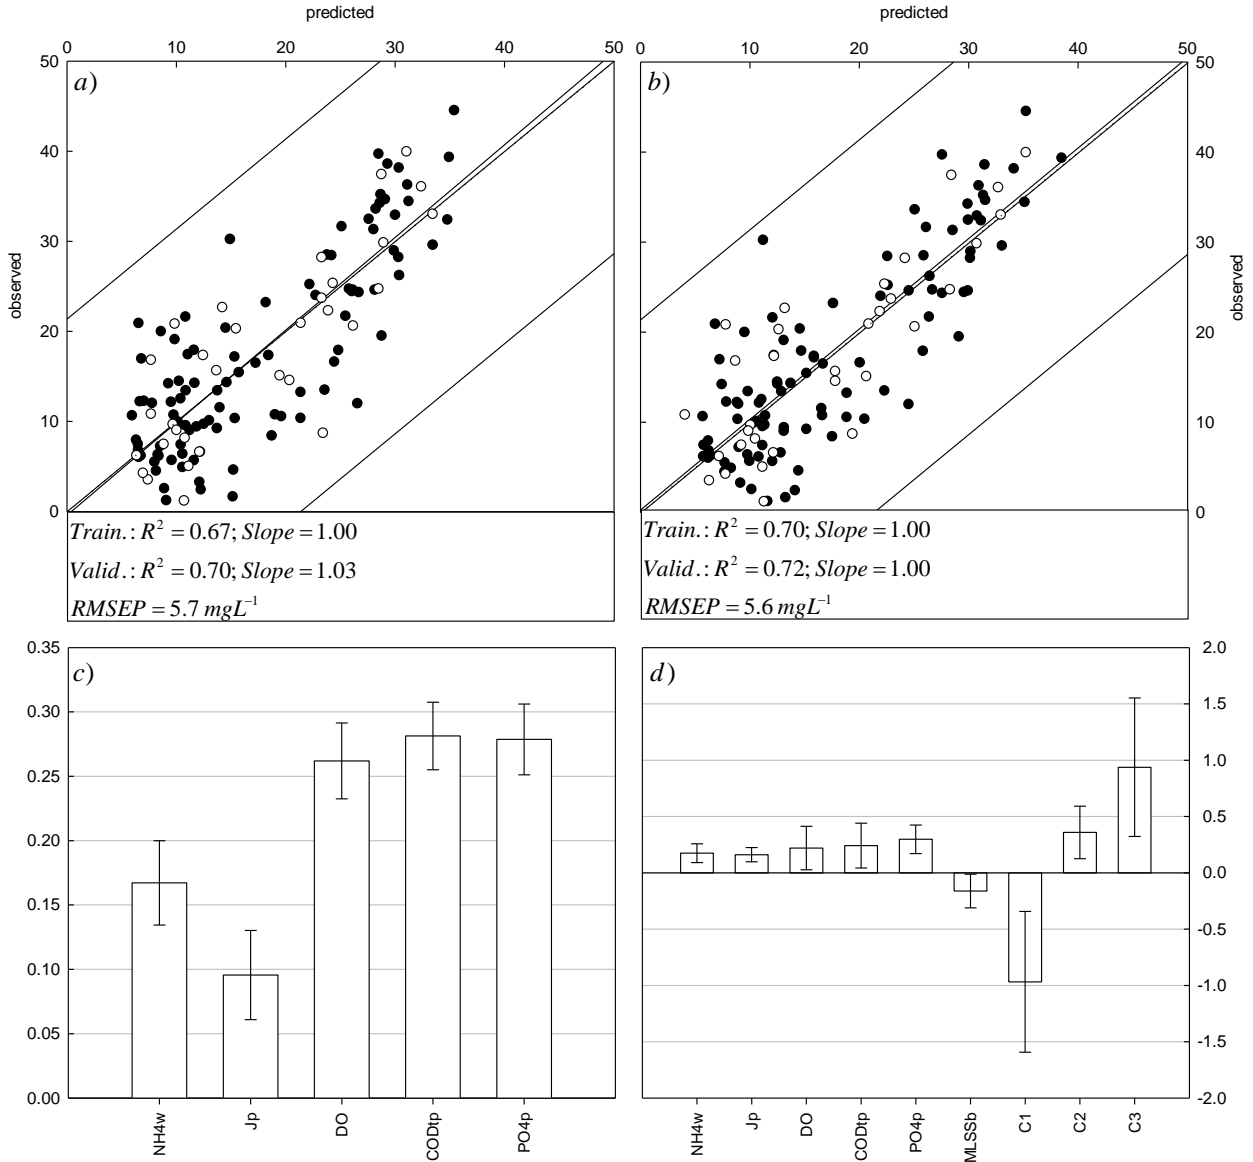 predicted
predicted
0 10 20 30 40 50
0 10 20 30 40 50
50
40
30
20
10
0
observed
a)
b)
50
40
30
20
10
0
observed
Train.: R² = 0.67; Slope = 1.00
Valid.: R² = 0.70; Slope = 1.03
RMSEP = 5.7 mgL⁻¹
Train.: R² = 0.70; Slope = 1.00
Valid.: R² = 0.72; Slope = 1.00
RMSEP = 5.6 mgL⁻¹
0.35
0.30
0.25
0.20
0.15
0.10
0.05
0.00
c)
NH4w
Jp
DO
CODtp
PO4p
d)
2.0
1.5
1.0
0.5
0.0
-0.5
-1.0
-1.5
-2.0
NH4w
Jp
DO
CODtp
PO4p
MLSSb
C1
C2
C3